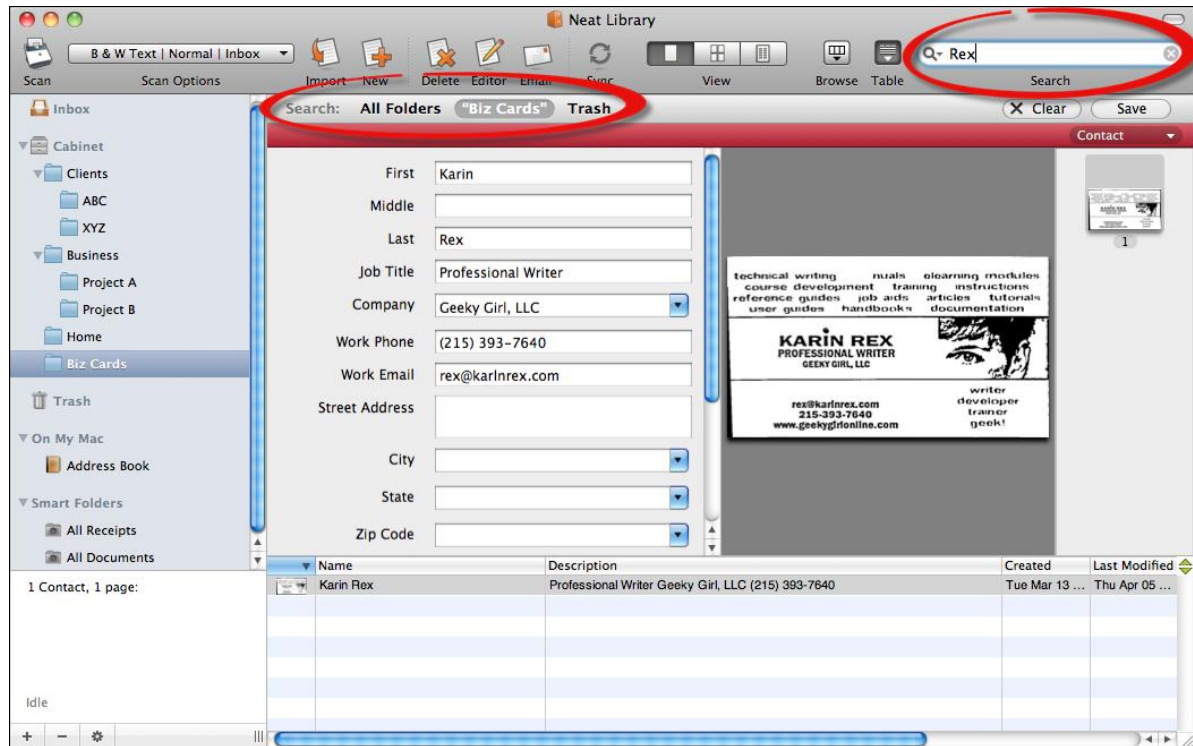 Neat Library
B & W Text | Normal | Inbox
Rex
Scan Scan Options Import New Delete Editor Email Sync View Browse Table Search
Inbox
Cabinet
Clients
ABC
XYZ
Business
Project A
Project B
Home
Biz Cards
Trash
On My Mac
Address Book
Smart Folders
All Receipts
All Documents
1 Contact, 1 page:
Idle
Search: All Folders "Biz Cards" Trash
X Clear Save
Contact
First Karin
Middle
Last Rex
Job Title Professional Writer
Company Geeky Girl, LLC
Work Phone (215) 393-7640
Work Email rex@karlnrex.com
Street Address
City
State
Zip Code
technical writing nuals elearning modules
course development training instructions
reference guides job aids articles tutorials
user guides handbooks documentation
KARIN REX
PROFESSIONAL WRITER
GEEKY GIRL, LLC
rex@karinrex.com
215-393-7640
www.geekygirlonline.com
writer
developer
trainer
geek!
1
Name Description Created Last Modified
Karin Rex Professional Writer Geeky Girl, LLC (215) 393-7640 Tue Mar 13 ... Thu Apr 05 ...